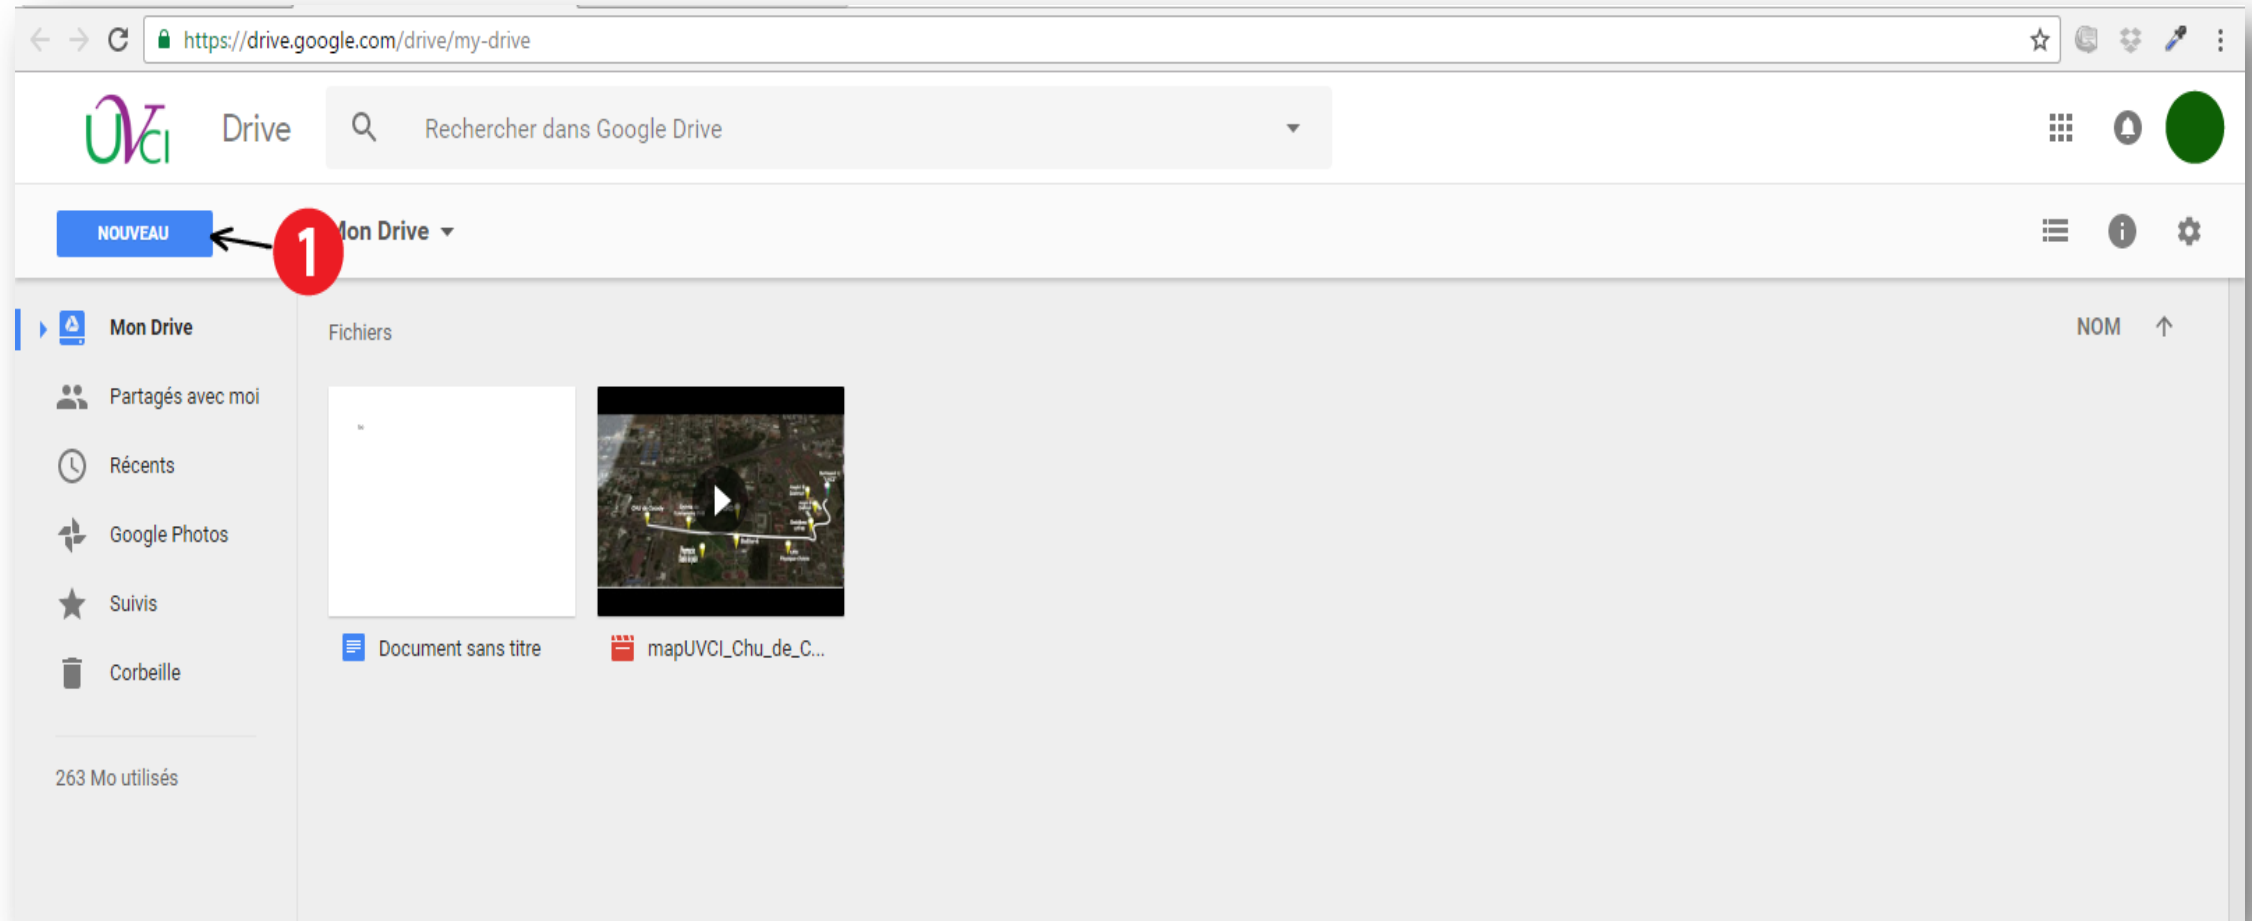 https://drive.google.com/drive/my-drive
UVCI
Drive
Rechercher dans Google Drive
NOUVEAU
1
Mon Drive
Mon Drive
Fichiers
NOM
Partagés avec moi
Récents
Google Photos
Suivis
Corbeille
Document sans titre
mapUVCI_Chu_de_C...
263 Mo utilisés